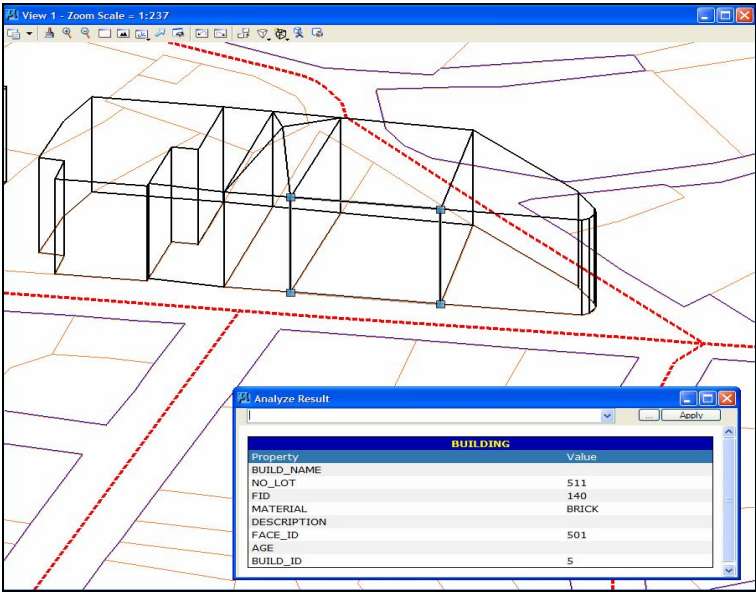 View 1 - Zoom Scale = 1:237
Analyze Result
... Apply
BUILDING
Property Value
BUILD_NAME
NO_LOT 511
FID 140
MATERIAL BRICK
DESCRIPTION
FACE_ID 501
AGE
BUILD_ID 5